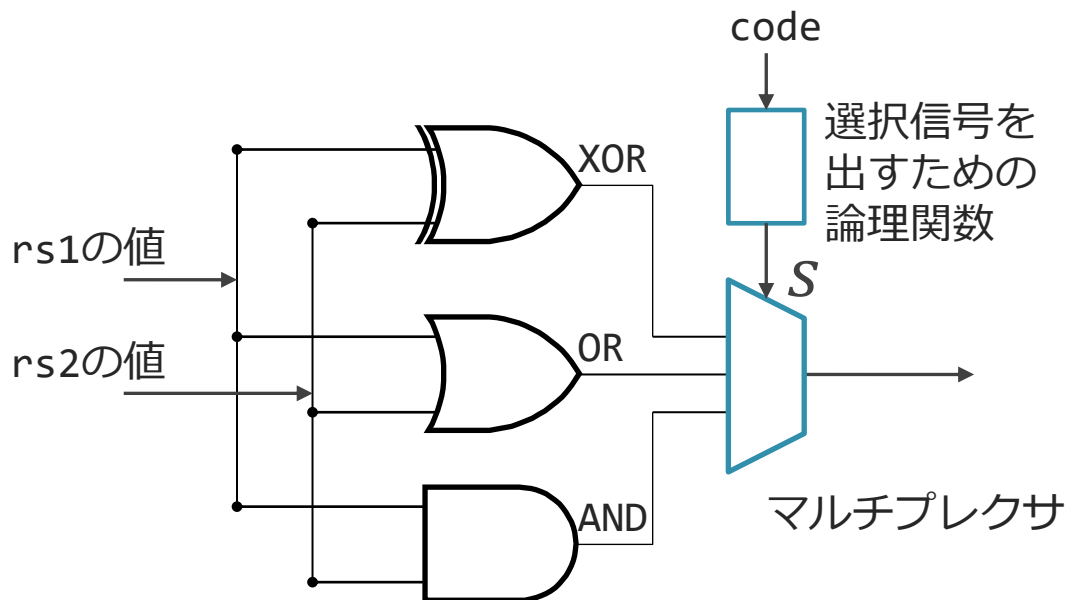 code
選択信号を
出すための
論理関数
XOR
rs1の値
S
OR
rs2の値
AND
マルチプレクサ